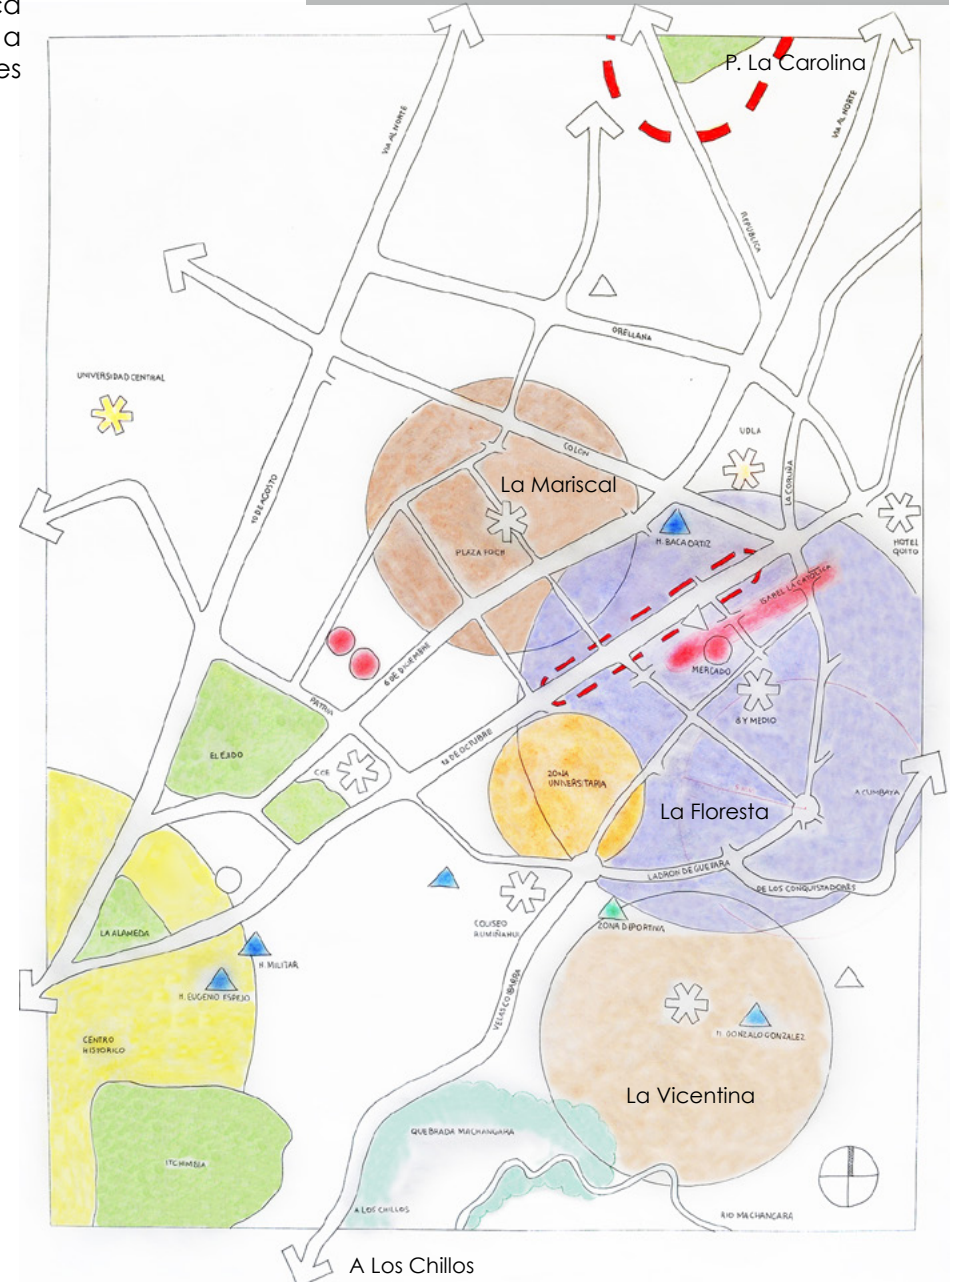 ca
a
es
P. La Carolina
VIA AL NORTE
VIA AL NORTE
REPUBLICA
ORELLANA
UNIVERSIDAD CENTRAL
UDLA
COLON
LA CORUÑA
10 DE AGOSTO
La Mariscal
PLAZA FOCH
H. BACA ORTIZ
HOTEL
QUITO
ISABEL LA CATOLICA
6 DE DICIEMBRE
MERCADO
PATRIA
8 Y MEDIO
EL EJIDO
CCE
12 DE OCTUBRE
ZONA
UNIVERSITARIA
A CUMBAYA
La Floresta
LADRON DE GUEVARA
DE LOS CONQUISTADORES
LA ALAMEDA
COLISEO
RUMIÑAHUI
ZONA DEPORTIVA
H. MILITAR
H. EUGENIO ESPEJO
VELASCO IBARRA
CENTRO
HISTORICO
H. GONZALO GONZALEZ
La Vicentina
QUEBRADA MACHANGARA
ITCHIMBIA
A LOS CHILLOS
RIO MACHANGARA
A Los Chillos